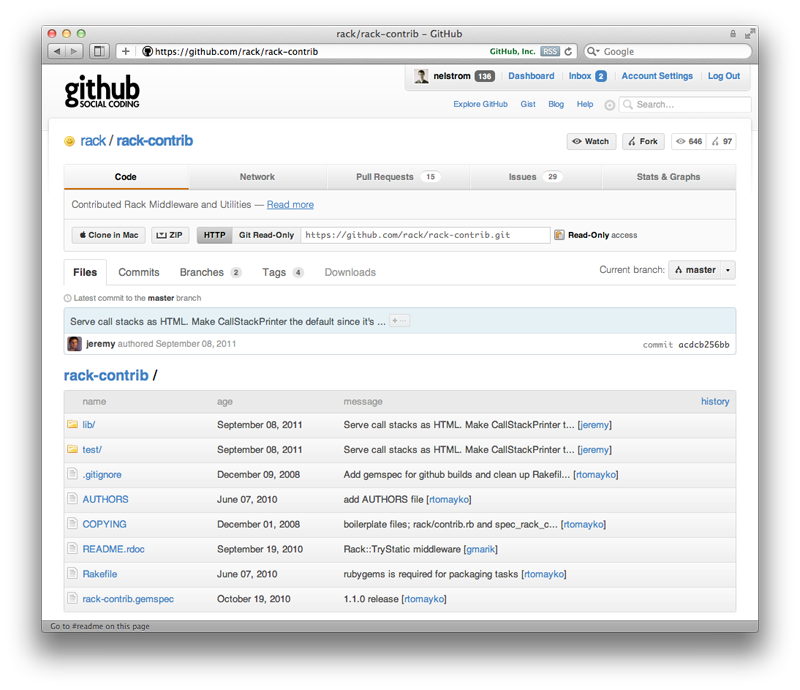 rack/rack-contrib – GitHub
https://github.com/rack/rack-contrib GitHub, Inc. RSS Google
github
SOCIAL CODING
nelstrom 136 Dashboard Inbox 2 Account Settings Log Out
Explore GitHub Gist Blog Help Search...
rack / rack-contrib Watch Fork 646 97
Code Network Pull Requests 15 Issues 29 Stats & Graphs
Contributed Rack Middleware and Utilities — Read more
Clone in Mac ZIP HTTP Git Read-Only https://github.com/rack/rack-contrib.git Read-Only access
Files Commits Branches 2 Tags 4 Downloads Current branch: master
Latest commit to the master branch
Serve call stacks as HTML. Make CallStackPrinter the default since it's ...
jeremy authored September 08, 2011 commit acdcb256bb
rack-contrib /
name age message history
lib/ September 08, 2011 Serve call stacks as HTML. Make CallStackPrinter t... [jeremy]
test/ September 08, 2011 Serve call stacks as HTML. Make CallStackPrinter t... [jeremy]
.gitignore December 09, 2008 Add gemspec for github builds and clean up Rakefil... [rtomayko]
AUTHORS June 07, 2010 add AUTHORS file [rtomayko]
COPYING December 01, 2008 boilerplate files; rack/contrib.rb and spec_rack_c... [rtomayko]
README.rdoc September 19, 2010 Rack::TryStatic middleware [gmarik]
Rakefile June 07, 2010 rubygems is required for packaging tasks [rtomayko]
rack-contrib.gemspec October 19, 2010 1.1.0 release [rtomayko]
Go to #readme on this page